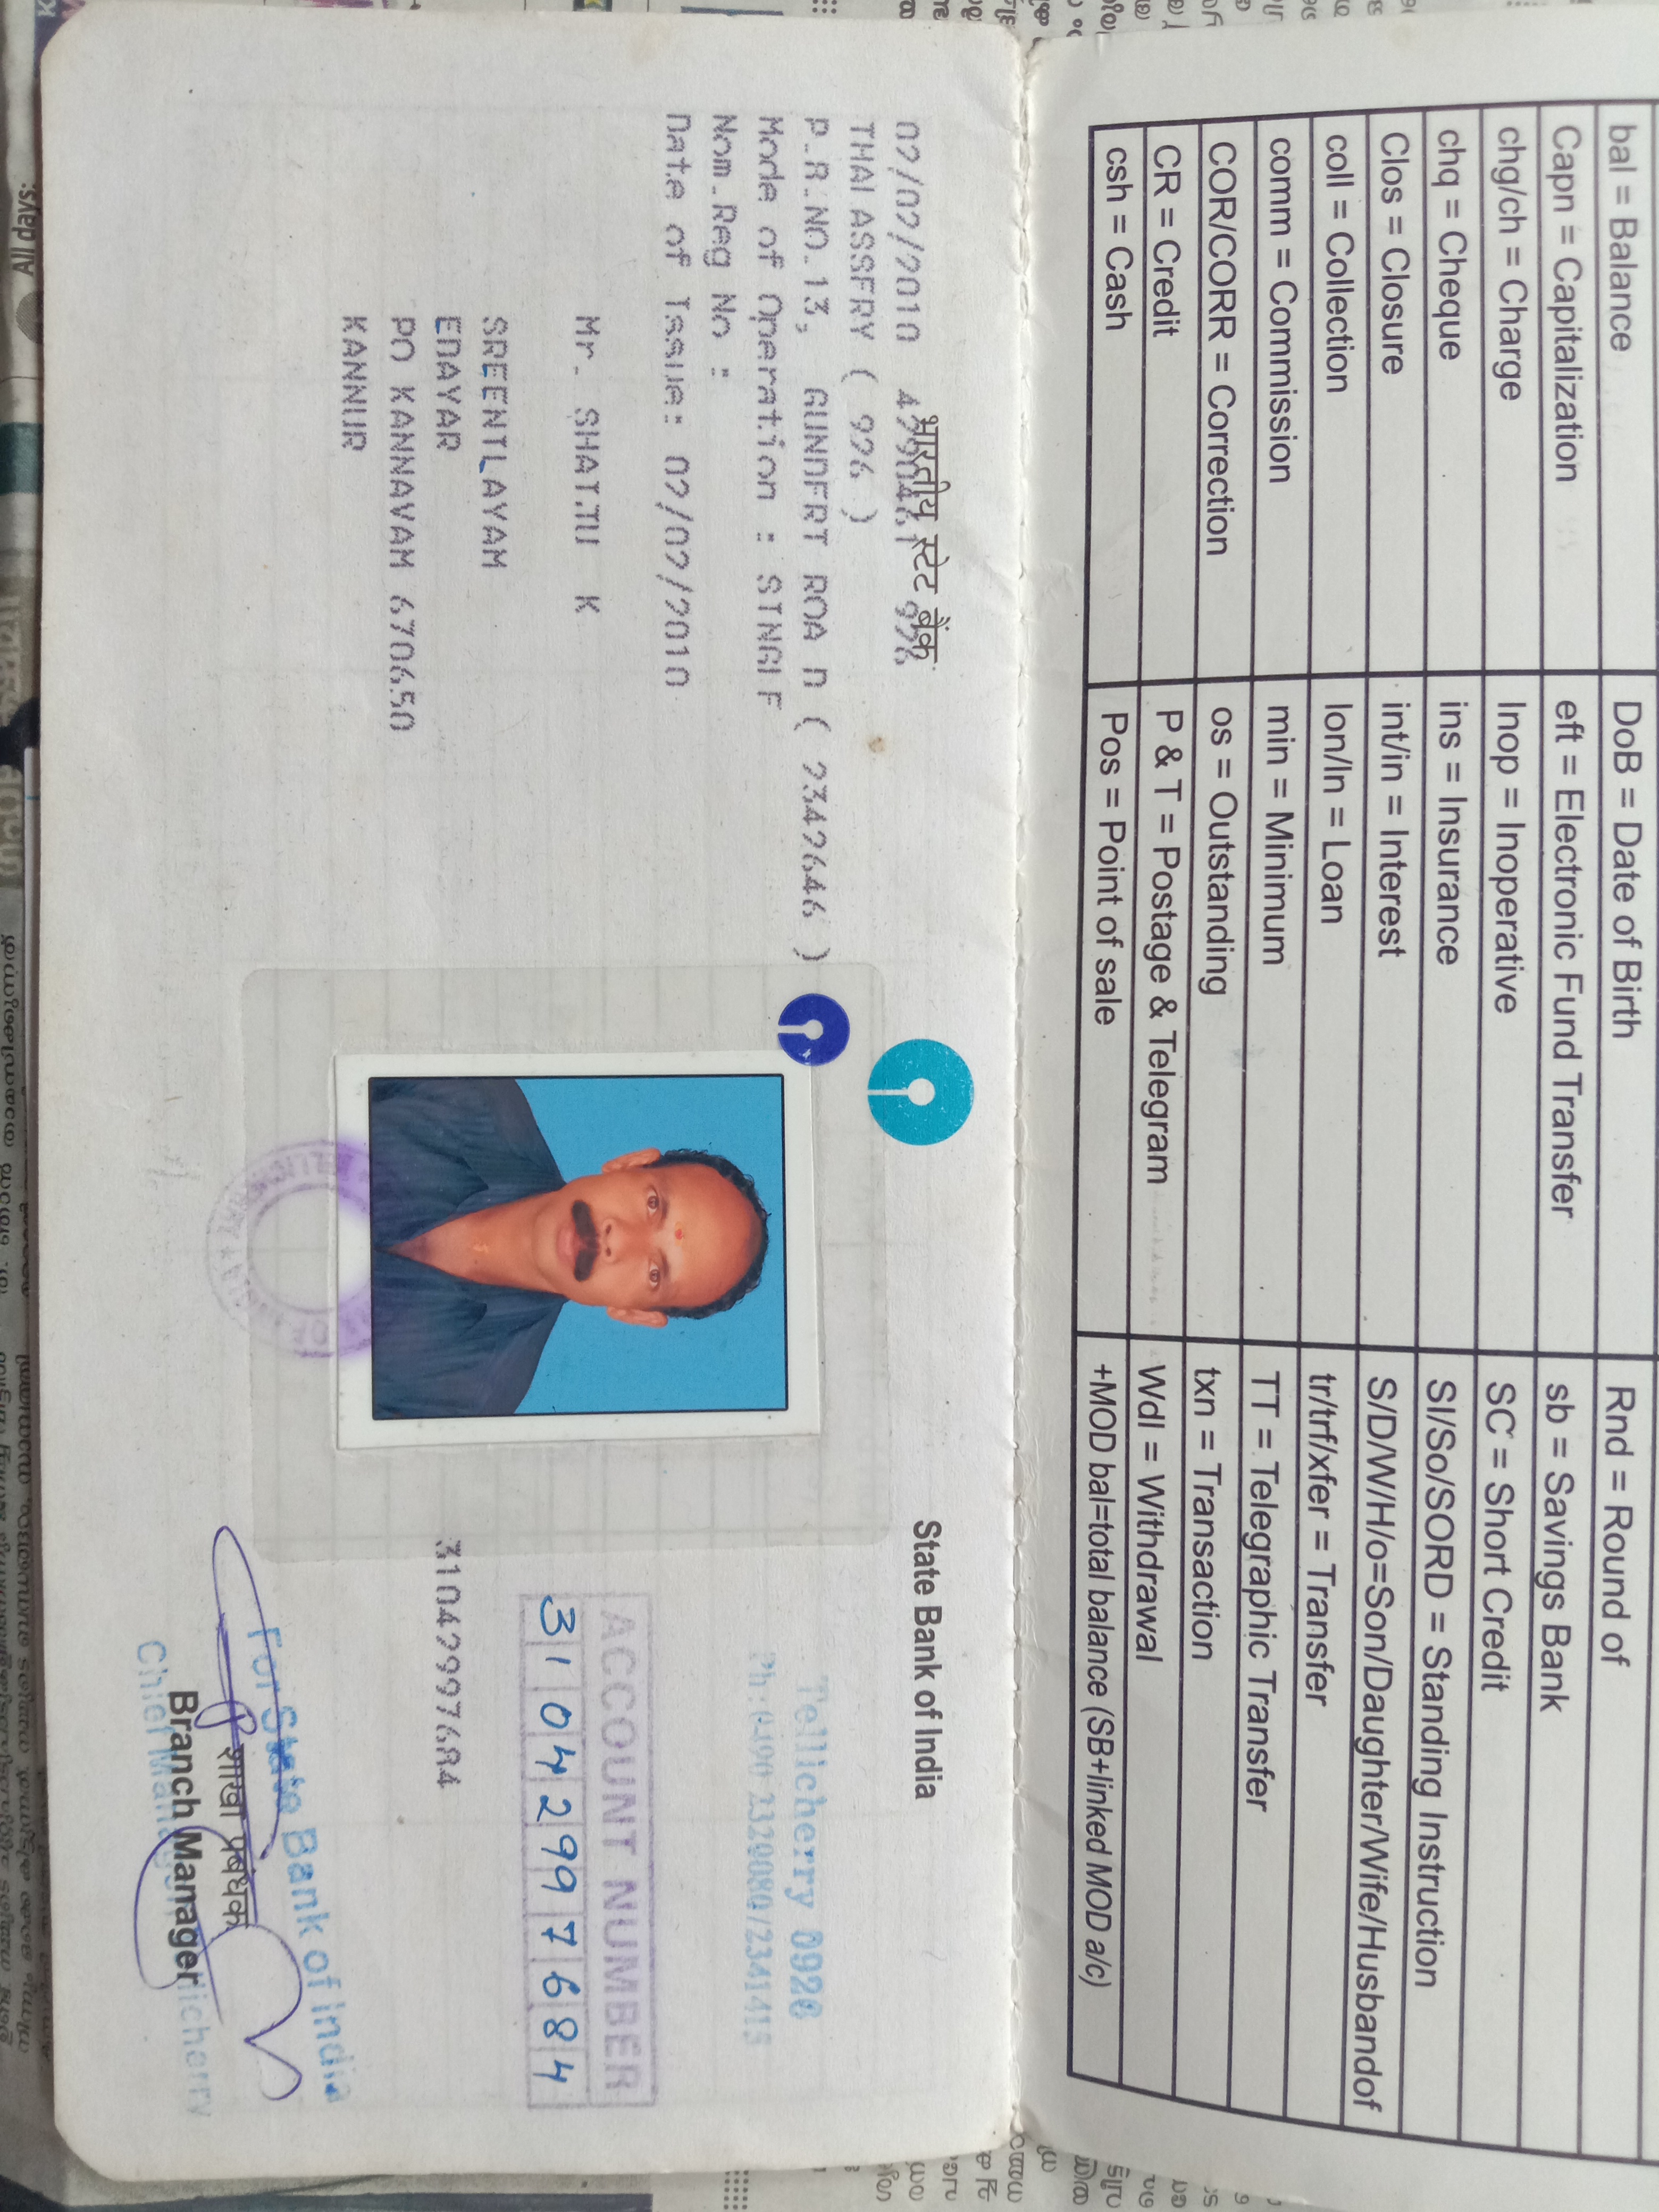 bal = Balance DoB = Date of Birth Rnd = Round of
Capn = Capitalization eft = Electronic Fund Transfer sb = Savings Bank
chg/ch = Charge Inop = Inoperative SC = Short Credit
chq = Cheque ins = Insurance SI/So/SORD = Standing Instruction
Clos = Closure int/in = Interest S/D/W/H/o=Son/Daughter/Wife/Husbandof
coll = Collection lon/ln = Loan tr/trf/xfer = Transfer
comm = Commission min = Minimum TT = Telegraphic Transfer
COR/CORR = Correction os = Outstanding txn = Transaction
CR = Credit P & T = Postage & Telegram Wdl = Withdrawal
csh = Cash Pos = Point of sale +MOD bal=total balance (SB+linked MOD a/c)
भारतीय स्टेट बैंक State Bank of India
02/02/2010 926
THALASSERY ( 926 )
Tellicherry 0926
P.B.NO.13, GUNDERT ROA D ( 2342646 )
Ph:0490 2320080/2341415
Mode of Operation : SINGLE
Nom.Reg No :
Date of Issue: 02/02/2010
ACCOUNT NUMBER
Mr. SHAIJU K
31042997684
SREENILAYAM
EDAYAR
31042997684
PO KANNAVAM 670650
KANNUR
For State Bank of India
शाखा प्रबंधक
Branch Manager
Chief Manager
Tellicherry